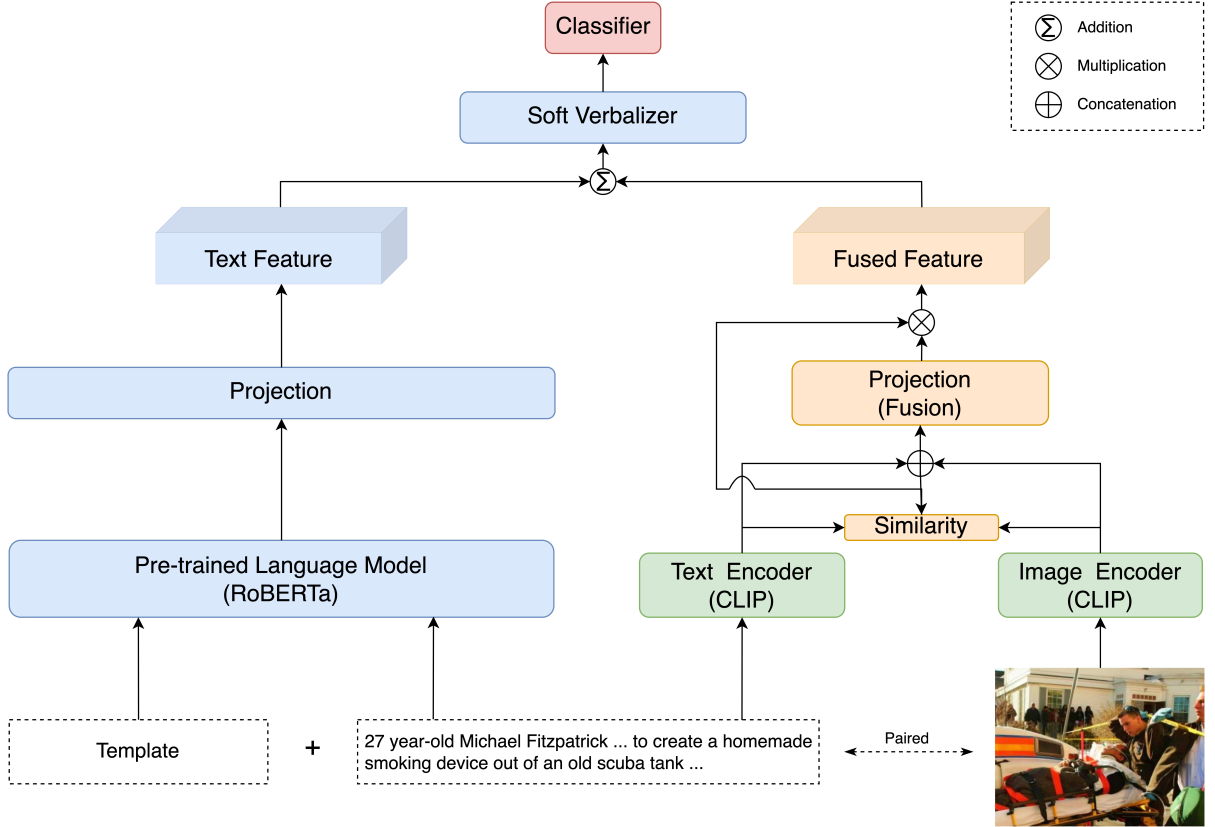 Classifier
Σ Addition
Multiplication
Concatenation
Soft Verbalizer
Σ
Text Feature
Fused Feature
Projection
Projection
(Fusion)
Similarity
Pre-trained Language Model
(RoBERTa)
Text Encoder
(CLIP)
Image Encoder
(CLIP)
Template
+
27 year-old Michael Fitzpatrick ... to create a homemade
smoking device out of an old scuba tank ...
Paired